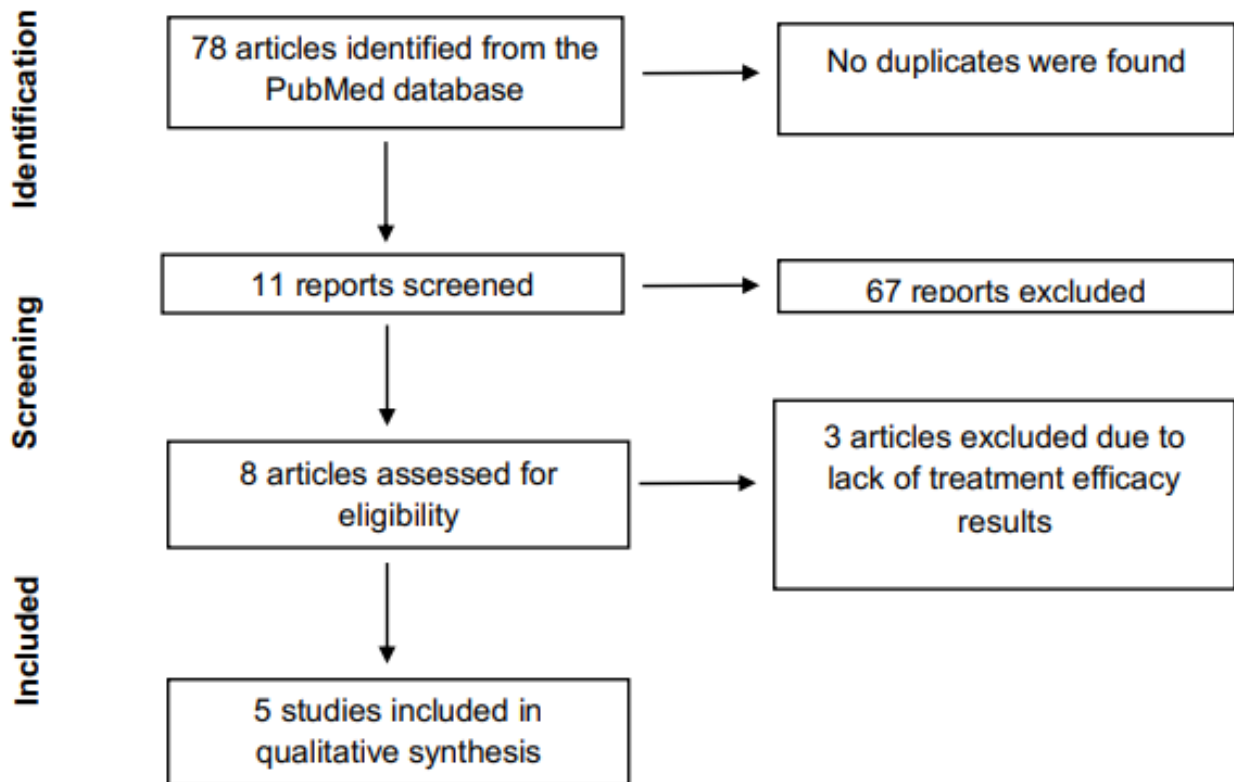 Identification
78 articles identified from the
PubMed database
No duplicates were found
Screening
11 reports screened
67 reports excluded
8 articles assessed for
eligibility
3 articles excluded due to
lack of treatment efficacy
results
Included
5 studies included in
qualitative synthesis